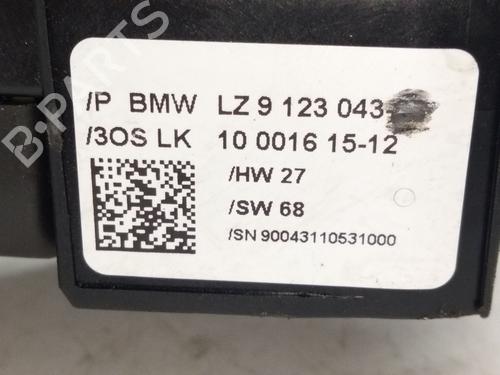 B-PARTS
/P BMW LZ 9 123 043
/3OS LK 10 0016 15-12
/HW 27
/SW 68
/SN 90043110531000